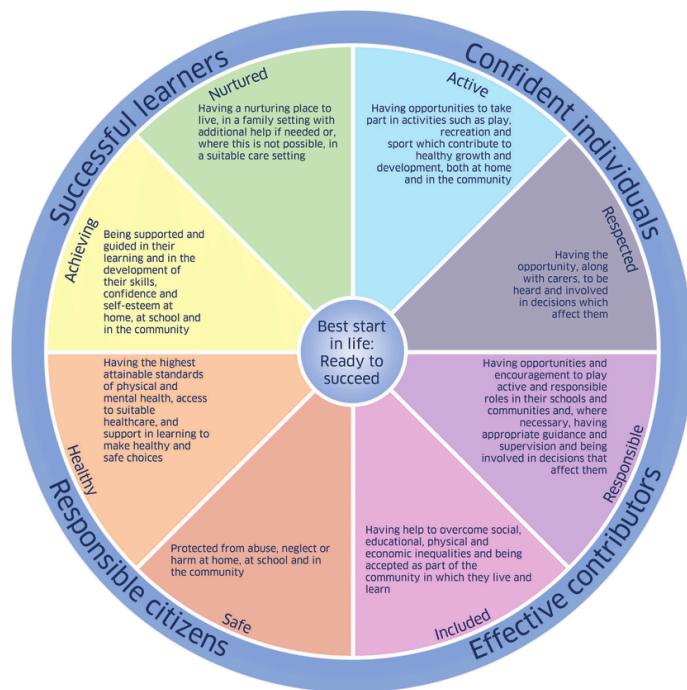 Successful learners
Confident individuals
Nurtured
Having a nurturing place to
live, in a family setting with
additional help if needed or,
where this is not possible, in
a suitable care setting
Active
Having opportunities to take
part in activities such as play,
recreation and
sport which contribute to
healthy growth and
development, both at home
and in the community
Achieving
Being supported and
guided in their
learning and in the
development of
their skills,
confidence and
self-esteem at
home, at school and
in the community
Respected
Having the
opportunity, along
with carers, to be
heard and involved
in decisions which
affect them
Best start
in life:
Ready to
succeed
Healthy
Having the highest
attainable standards
of physical and
mental health, access
to suitable
healthcare, and
support in learning to
make healthy and
safe choices
Responsible
Having opportunities and
encouragement to play
active and responsible
roles in their schools and
communities and, where
necessary, having
appropriate guidance and
supervision and being
involved in decisions that
affect them
Protected from abuse, neglect or
harm at home, at school and in
the community
Safe
Having help to overcome social,
educational, physical and
economic inequalities and being
accepted as part of the
community in which they live and
learn
Included
Responsible citizens
Effective contributors